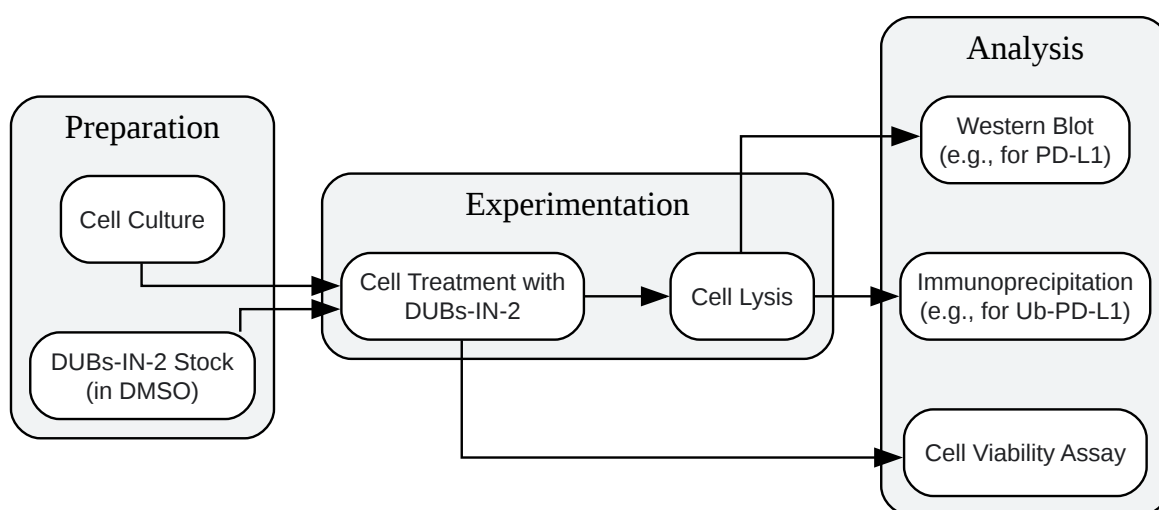 Preparation
Cell Culture
DUBs-IN-2 Stock
(in DMSO)
Experimentation
Cell Treatment with
DUBs-IN-2
Cell Lysis
Analysis
Western Blot
(e.g., for PD-L1)
Immunoprecipitation
(e.g., for Ub-PD-L1)
Cell Viability Assay